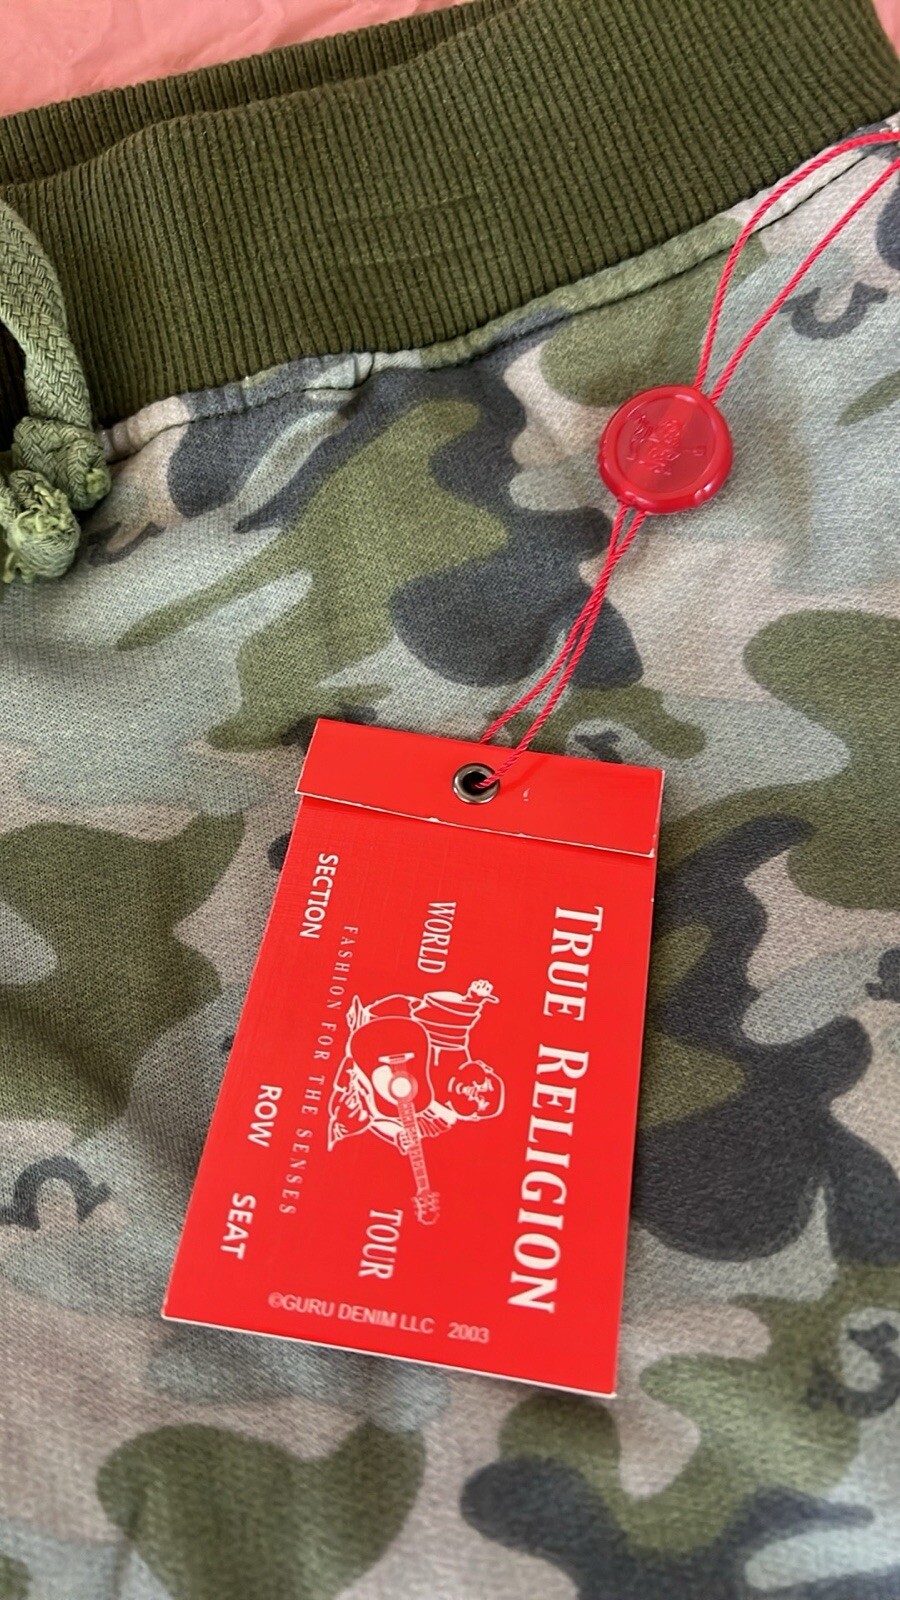 TRUE RELIGION
WORLD TOUR
FASHION FOR THE SENSES
SECTION ROW SEAT
©GURU DENIM LLC 2003